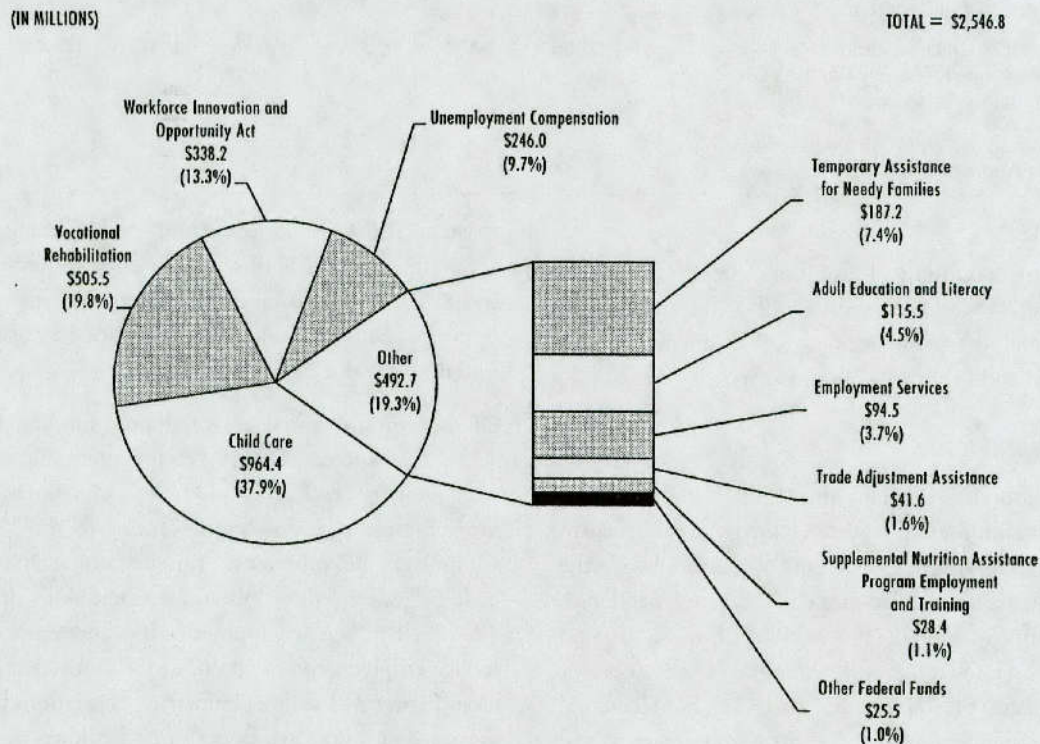 (IN MILLIONS)
TOTAL = $2,546.8
Workforce Innovation and
Opportunity Act
$338.2
(13.3%)
Unemployment Compensation
$246.0
(9.7%)
Vocational
Rehabilitation
$505.5
(19.8%)
Other
$492.7
(19.3%)
Child Care
$964.4
(37.9%)
Temporary Assistance
for Needy Families
$187.2
(7.4%)
Adult Education and Literacy
$115.5
(4.5%)
Employment Services
$94.5
(3.7%)
Trade Adjustment Assistance
$41.6
(1.6%)
Supplemental Nutrition Assistance
Program Employment
and Training
$28.4
(1.1%)
Other Federal Funds
$25.5
(1.0%)